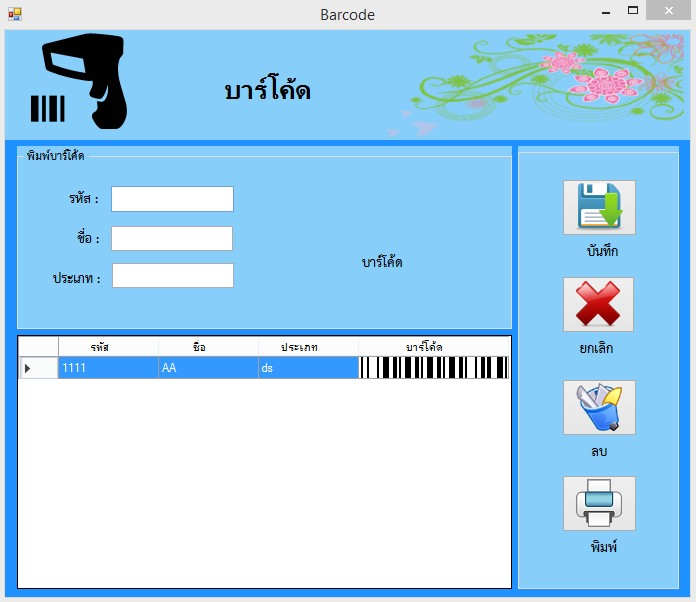 Barcode
บาร์โค้ด
พิมพ์บาร์โค้ด
รหัส :
ชื่อ :
ประเภท :
บาร์โค้ด
รหัส ชื่อ ประเภท บาร์โค้ด
1111 AA ds
บันทึก
ยกเลิก
ลบ
พิมพ์